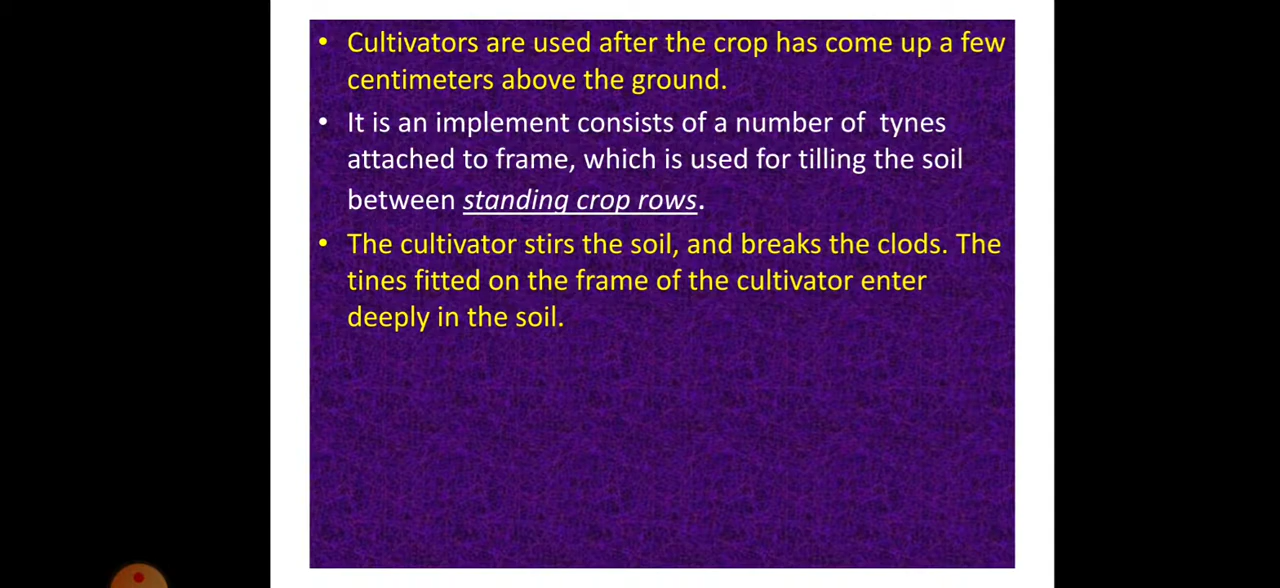 • Cultivators are used after the crop has come up a few
centimeters above the ground.
• It is an implement consists of a number of  tynes
attached to frame, which is used for tilling the soil
between standing crop rows.
• The cultivator stirs the soil, and breaks the clods. The
tines fitted on the frame of the cultivator enter
deeply in the soil.